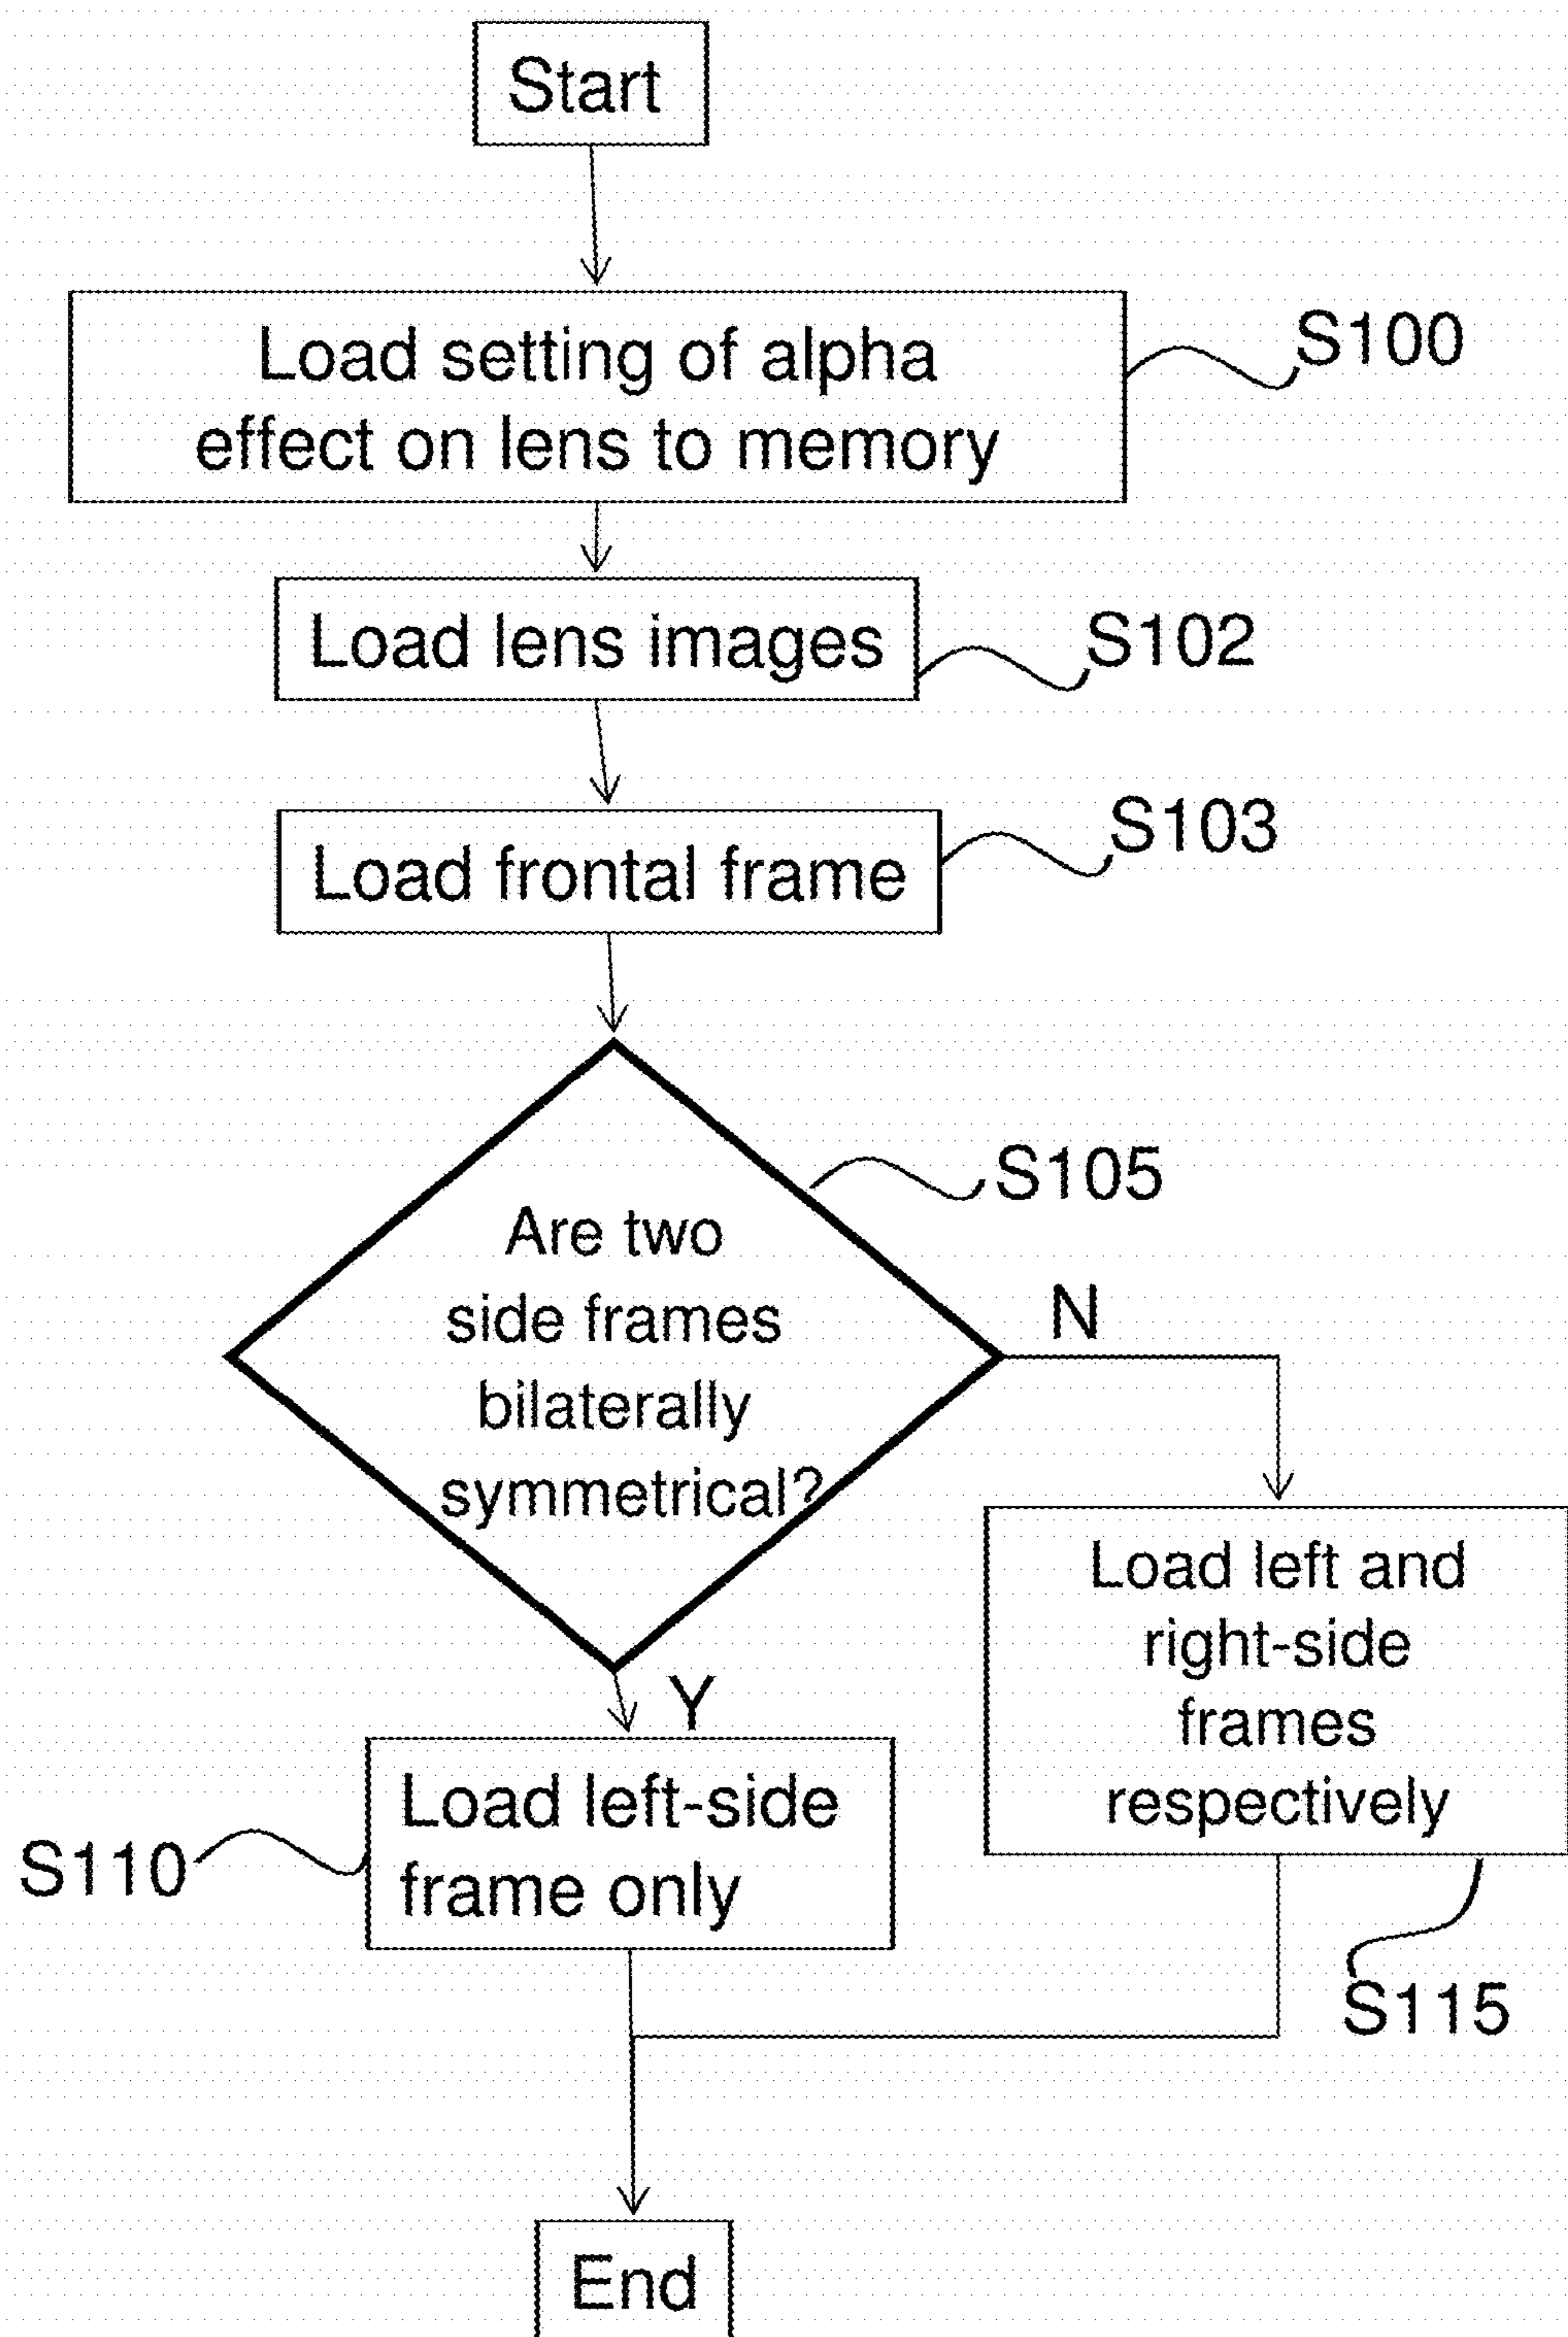 Start
Load setting of alpha
effect on lens to memory
S100
Load lens images
S102
Load frontal frame
S103
Are two
side frames
bilaterally
symmetrical?
S105
N
Y
Load left and
right-side
frames
respectively
S115
Load left-side
frame only
S110
End